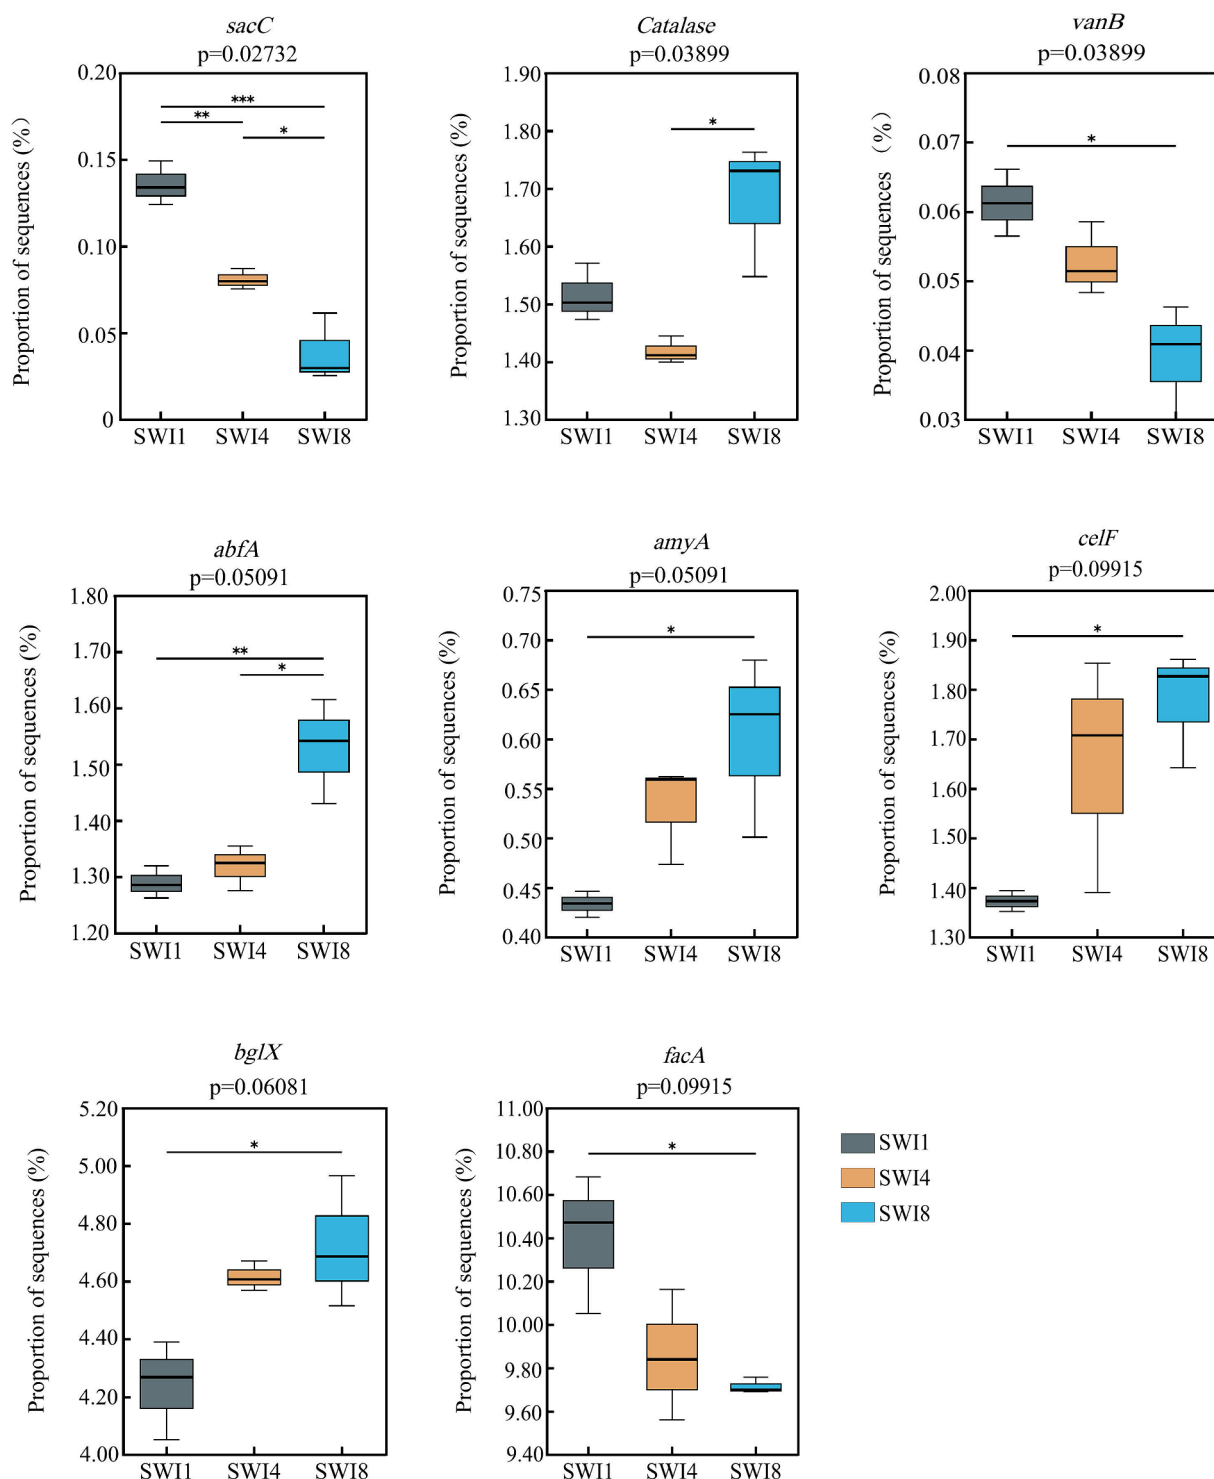 sacC
p=0.02732
Proportion of sequences (%)
0.20
0.15
0.10
0.05
0
***
**
*
SWI1 SWI4 SWI8
Catalase
p=0.03899
Proportion of sequences (%)
1.90
1.80
1.70
1.60
1.50
1.40
1.30
*
SWI1 SWI4 SWI8
vanB
p=0.03899
Proportion of sequences (%)
0.08
0.07
0.06
0.05
0.04
0.03
*
SWI1 SWI4 SWI8
abfA
p=0.05091
Proportion of sequences (%)
1.80
1.70
1.60
1.50
1.40
1.30
1.20
**
*
SWI1 SWI4 SWI8
amyA
p=0.05091
Proportion of sequences (%)
0.75
0.70
0.65
0.60
0.55
0.50
0.45
0.40
*
SWI1 SWI4 SWI8
celF
p=0.09915
Proportion of sequences (%)
2.00
1.90
1.80
1.70
1.60
1.50
1.40
1.30
*
SWI1 SWI4 SWI8
bglX
p=0.06081
Proportion of sequences (%)
5.20
5.00
4.80
4.60
4.40
4.20
4.00
*
SWI1 SWI4 SWI8
facA
p=0.09915
Proportion of sequences (%)
11.00
10.80
10.60
10.40
10.20
10.00
9.80
9.60
9.40
*
SWI1 SWI4 SWI8
SWI1
SWI4
SWI8